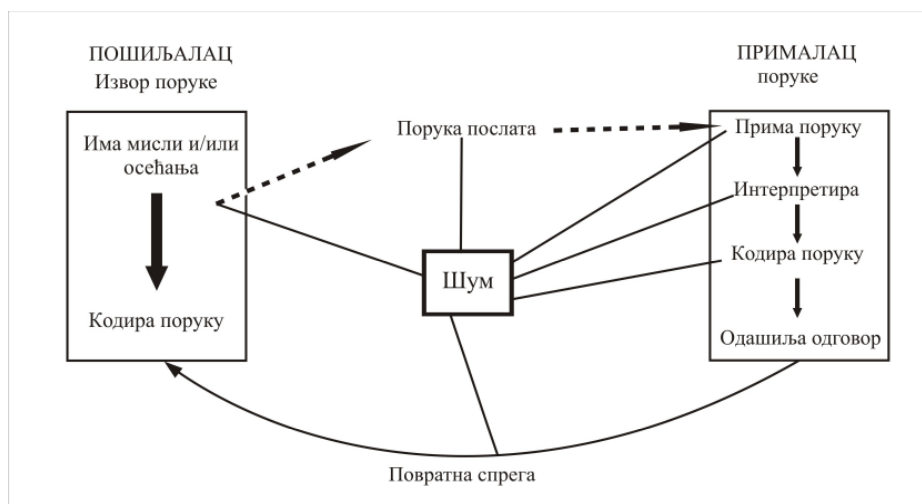 ПОШИЉАЛАЦ
Извор поруке
Има мисли и/или
осећања
Кодира поруку
Порука послата
Шум
ПРИМАЛАЦ
поруке
Прима поруку
Интерпретира
Кодира поруку
Одашиља одговор
Повратна спрега